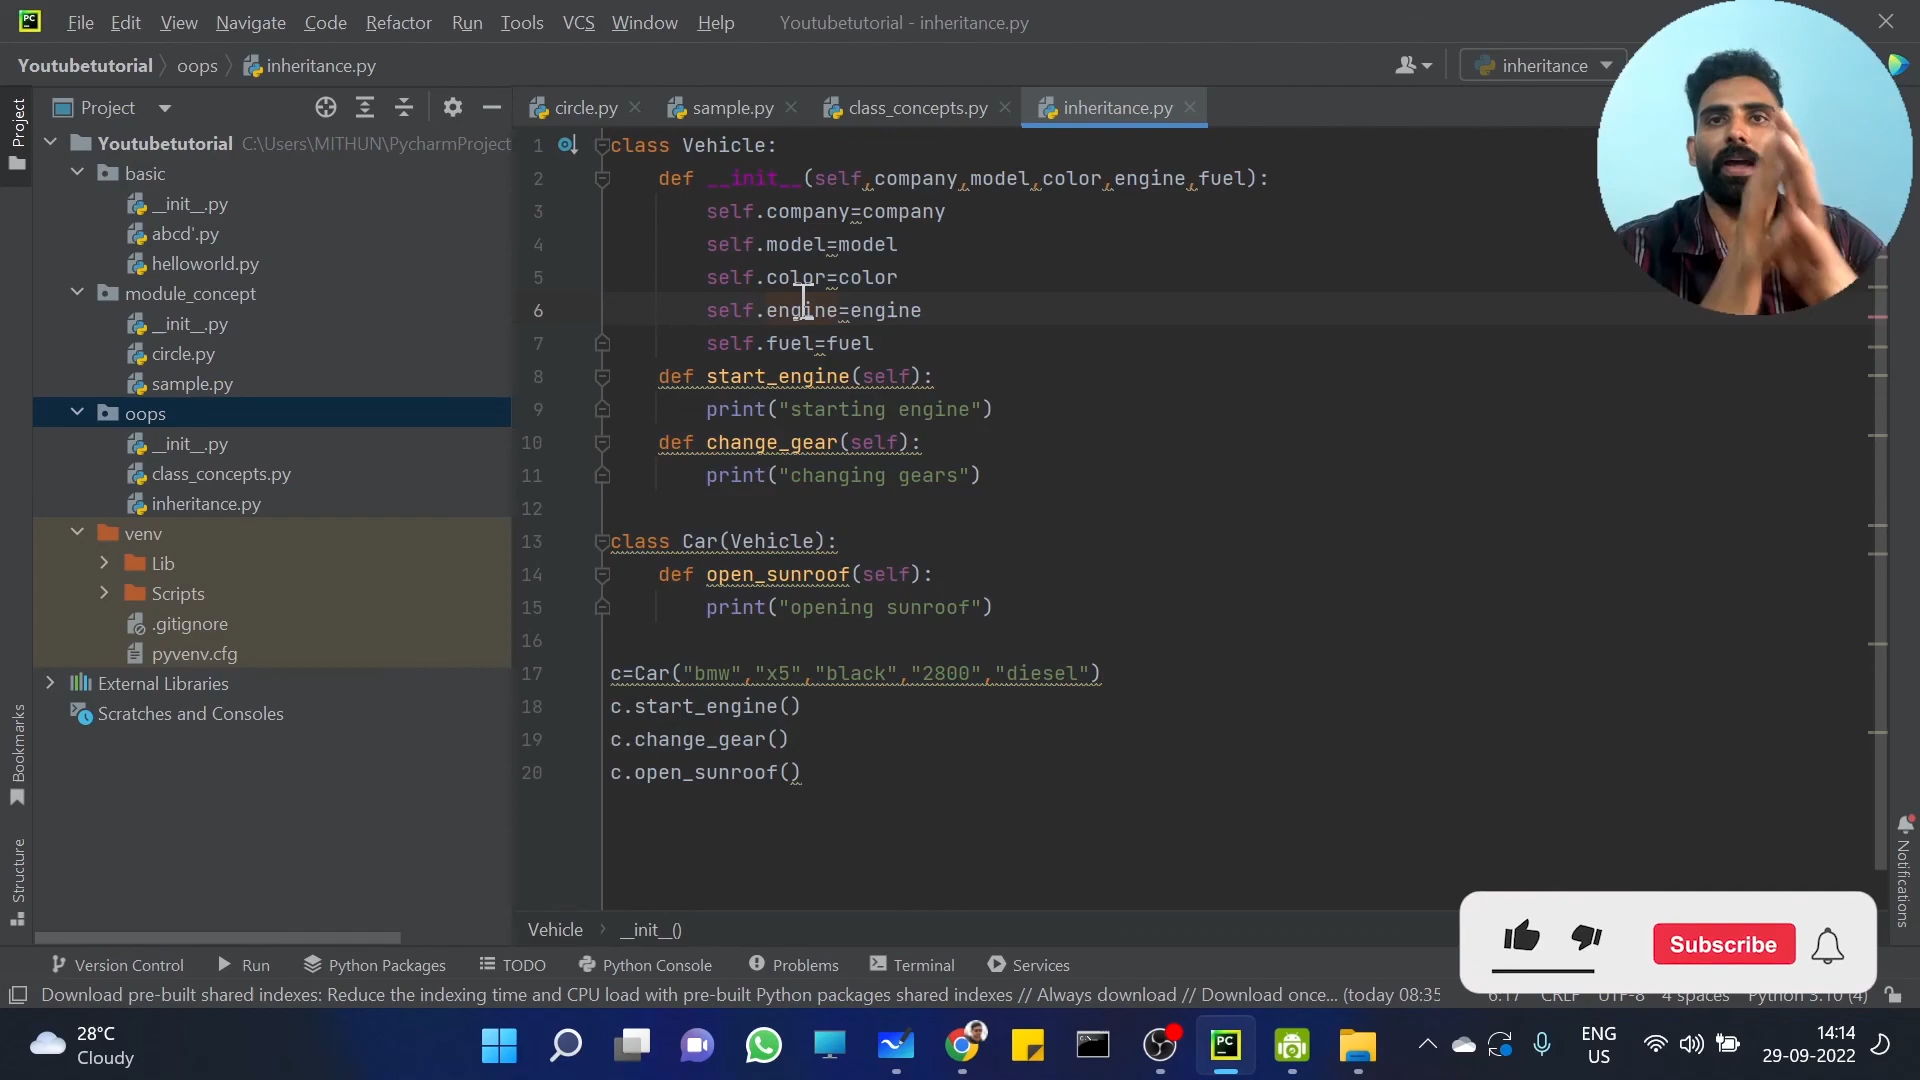 PC File Edit View Navigate Code Refactor Run Tools VCS Window Help Youtubetutorial - inheritance.py
Youtubetutorial oops inheritance.py inheritance
Project circle.py sample.py class_concepts.py inheritance.py
Project
Youtubetutorial C:\Users\MITHUN\PycharmProject
basic
__init__.py
abcd'.py
helloworld.py
module_concept
__init__.py
circle.py
sample.py
oops
__init__.py
class_concepts.py
inheritance.py
venv
Lib
Scripts
.gitignore
pyvenv.cfg
External Libraries
Scratches and Consoles
Bookmarks
Structure
1 class Vehicle:
2 def __init__(self,company,model,color,engine,fuel):
3 self.company=company
4 self.model=model
5 self.color=color
6 self.engine=engine
7 self.fuel=fuel
8 def start_engine(self):
9 print("starting engine")
10 def change_gear(self):
11 print("changing gears")
12
13 class Car(Vehicle):
14 def open_sunroof(self):
15 print("opening sunroof")
16
17 c=Car("bmw","x5","black","2800","diesel")
18 c.start_engine()
19 c.change_gear()
20 c.open_sunroof()
Notifications
Vehicle __init__()
Subscribe
Version Control Run Python Packages TODO Python Console Problems Terminal Services
Download pre-built shared indexes: Reduce the indexing time and CPU load with pre-built Python packages shared indexes // Always download // Download once... (today 08:35 6:17 CRLF UTF-8 4 spaces Python 3.10 (4)
28°C
Cloudy
PC
ENG
US
14:14
29-09-2022